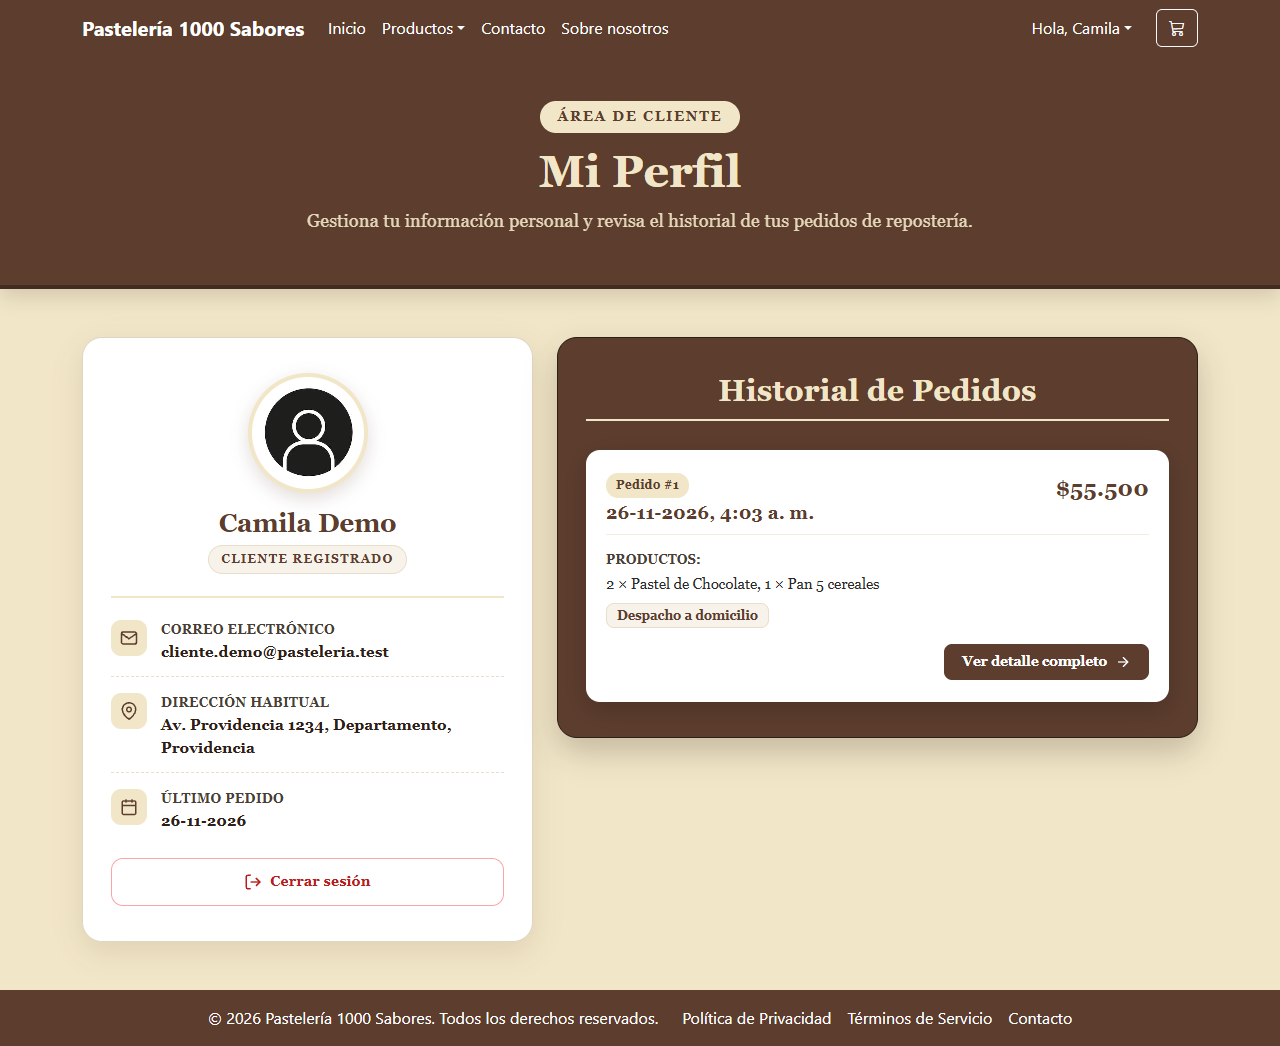 Pastelería 1000 Sabores
Inicio
Productos
Contacto
Sobre nosotros
Hola, Camila
ÁREA DE CLIENTE
Mi Perfil
Gestiona tu información personal y revisa el historial de tus pedidos de repostería.
Camila Demo
CLIENTE REGISTRADO
CORREO ELECTRÓNICO
cliente.demo@pasteleria.test
DIRECCIÓN HABITUAL
Av. Providencia 1234, Departamento,
Providencia
ÚLTIMO PEDIDO
26-11-2026
Cerrar sesión
Historial de Pedidos
Pedido #1
26-11-2026, 4:03 a. m.
$55.500
PRODUCTOS:
2 × Pastel de Chocolate, 1 × Pan 5 cereales
Despacho a domicilio
Ver detalle completo
© 2026 Pastelería 1000 Sabores. Todos los derechos reservados.
Política de Privacidad
Términos de Servicio
Contacto